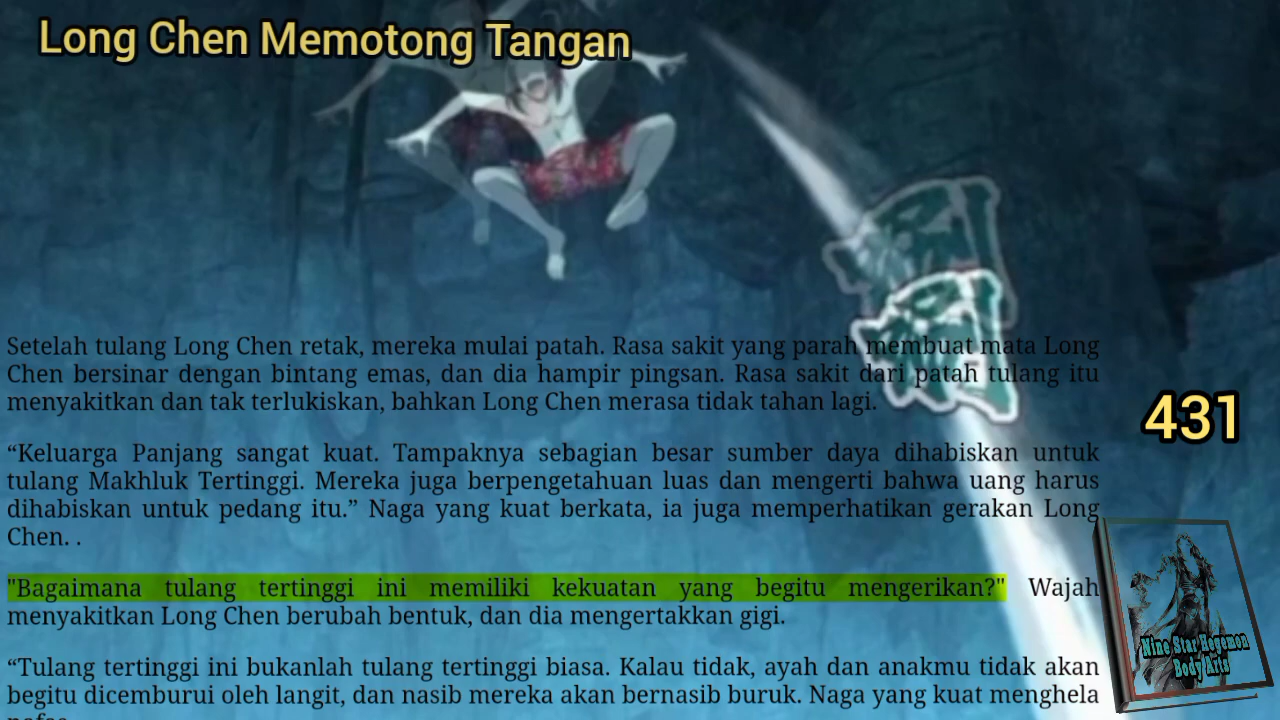 Long Chen Memotong Tangan
Setelah tulang Long Chen retak, mereka mulai patah. Rasa sakit yang parah membuat mata Long
Chen bersinar dengan bintang emas, dan dia hampir pingsan. Rasa sakit dari patah tulang itu
menyakitkan dan tak terlukiskan, bahkan Long Chen merasa tidak tahan lagi.
“Keluarga Panjang sangat kuat. Tampaknya sebagian besar sumber daya dihabiskan untuk
tulang Makhluk Tertinggi. Mereka juga berpengetahuan luas dan mengerti bahwa uang harus
dihabiskan untuk pedang itu.” Naga yang kuat berkata, ia juga memperhatikan gerakan Long
Chen. .
"Bagaimana tulang tertinggi ini memiliki kekuatan yang begitu mengerikan?" Wajah
menyakitkan Long Chen berubah bentuk, dan dia mengertakkan gigi.
“Tulang tertinggi ini bukanlah tulang tertinggi biasa. Kalau tidak, ayah dan anakmu tidak akan
begitu dicemburui oleh langit, dan nasib mereka akan bernasib buruk. Naga yang kuat menghela
431
Nine Star Hegemon
Body Arts